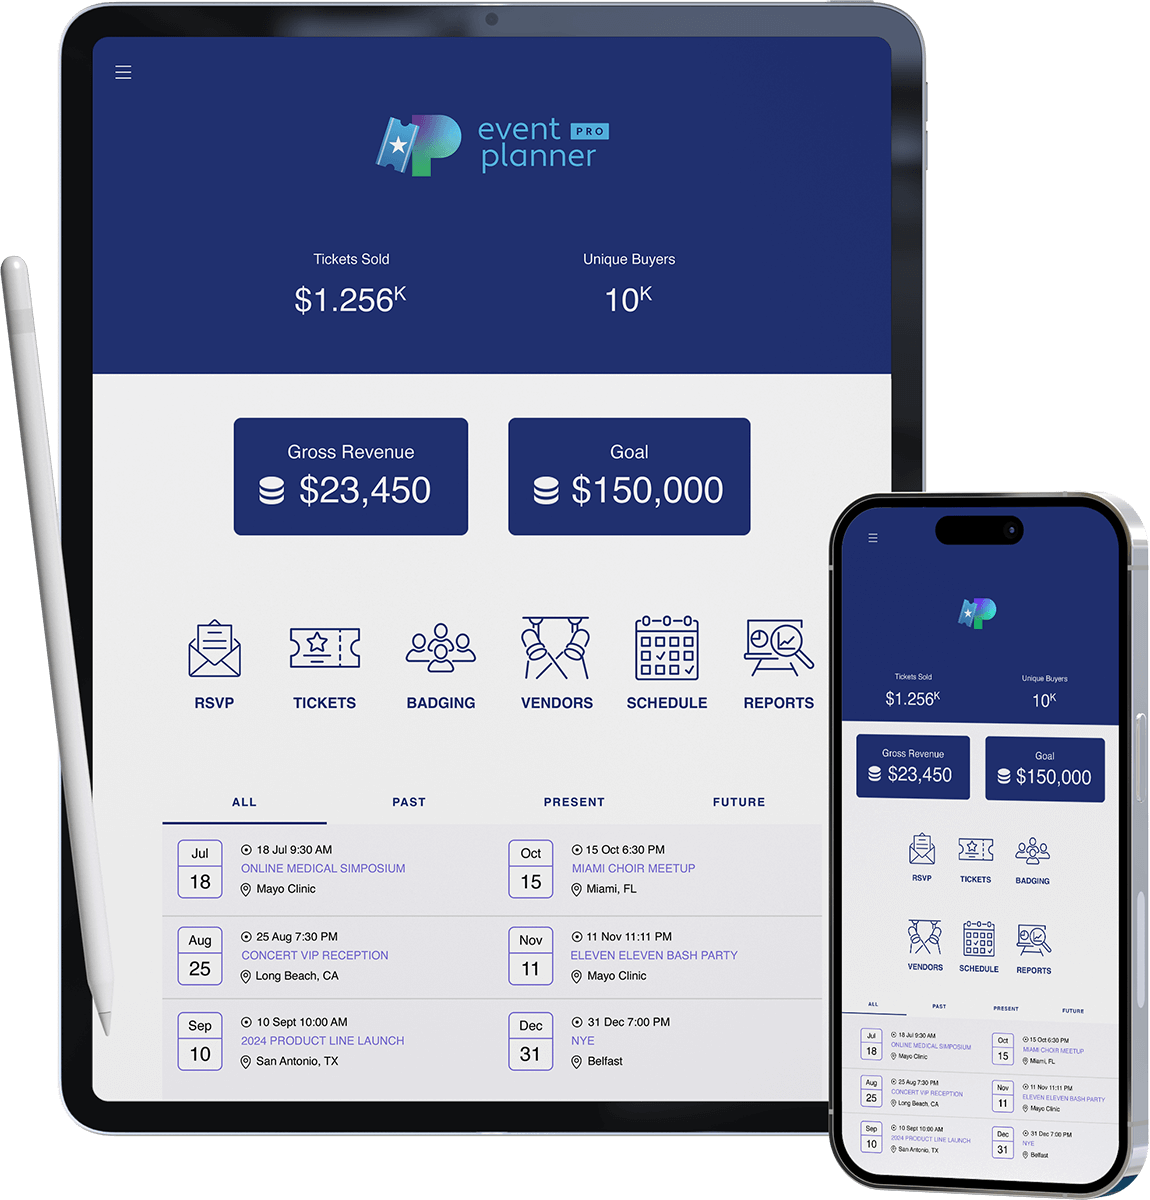 event PRO
planner
Tickets Sold
$1.256K
Unique Buyers
10K
Gross Revenue
$23,450
Goal
$150,000
RSVP
TICKETS
BADGING
VENDORS
SCHEDULE
REPORTS
ALL
PAST
PRESENT
FUTURE
Jul
18
18 Jul 9:30 AM
ONLINE MEDICAL SIMPOSIUM
Mayo Clinic
Oct
15
15 Oct 6:30 PM
MIAMI CHOIR MEETUP
Miami, FL
Aug
25
25 Aug 7:30 PM
CONCERT VIP RECEPTION
Long Beach, CA
Nov
11
11 Nov 11:11 PM
ELEVEN ELEVEN BASH PARTY
Mayo Clinic
Sep
10
10 Sept 10:00 AM
2024 PRODUCT LINE LAUNCH
San Antonio, TX
Dec
31
31 Dec 7:00 PM
NYE
Belfast
Tickets Sold
$1.256K
Unique Buyers
10K
Gross Revenue
$23,450
Goal
$150,000
RSVP
TICKETS
BADGING
VENDORS
SCHEDULE
REPORTS
ALL
PAST
PRESENT
FUTURE
Jul
18
18 Jul 9:30 AM
ONLINE MEDICAL SIMPOSIUM
Mayo Clinic
Oct
15
15 Oct 6:30 PM
MIAMI CHOIR MEETUP
Miami, FL
Aug
25
25 Aug 7:30 PM
CONCERT VIP RECEPTION
Long Beach, CA
Nov
11
11 Nov 11:11 PM
ELEVEN ELEVEN BASH PARTY
Mayo Clinic
Sep
10
10 Sept 10:00 AM
2024 PRODUCT LINE LAUNCH
San Antonio, TX
Dec
31
31 Dec 7:00 PM
NYE
Belfast